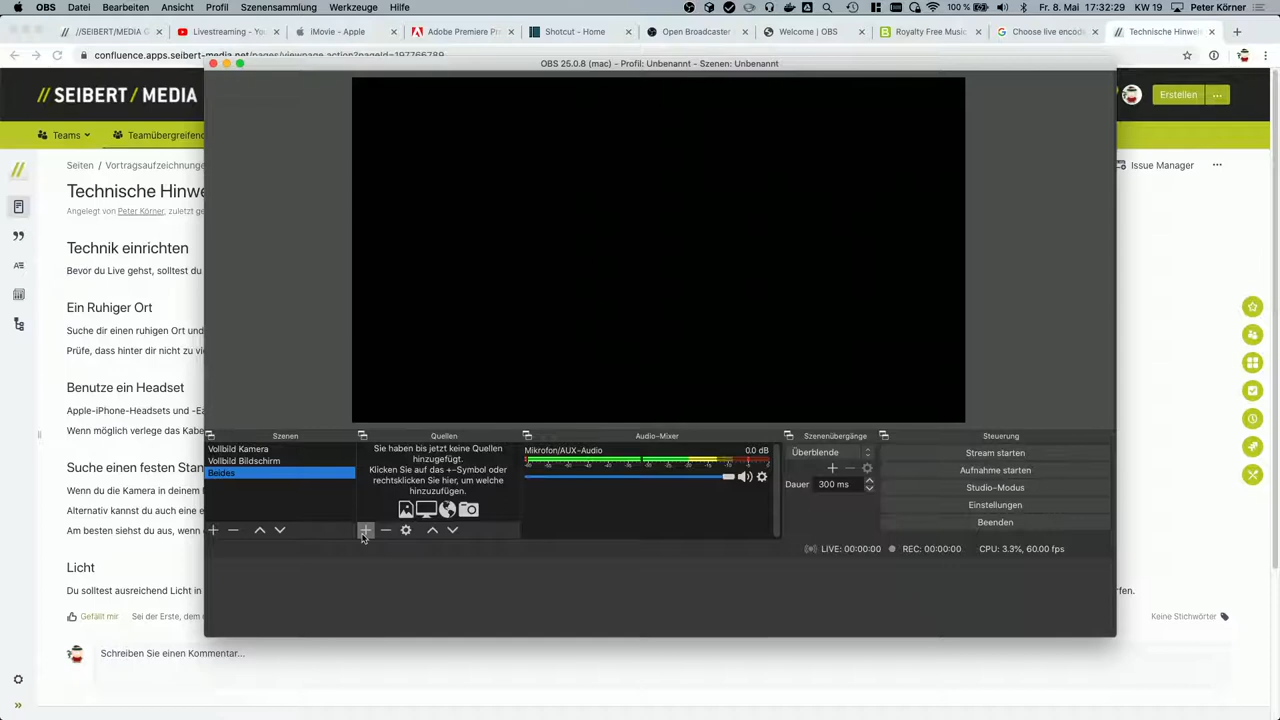 OBS Datei Bearbeiten Ansicht Profil Szenensammlung Werkzeuge Hilfe
100 % Fr. 8. Mai 17:32:29 KW 19 Peter Körner
//SEIBERT/MEDIA G
Livestreaming - Yo
iMovie - Apple
Adobe Premiere Pr
Shotcut - Home
Open Broadcaster
Welcome | OBS
Royalty Free Music
Choose live encod
Technische Hinwei
confluence.apps.seibert-media.net/pages/viewpage.action?pageId=197766789
OBS 25.0.8 (mac) - Profil: Unbenannt - Szenen: Unbenannt
// SEIBERT / MEDIA
Erstellen
...
Teams
Teamübergreifend
Seiten / Vortragsaufzeichnunge
Issue Manager
Technische Hinwe
Angelegt von Peter Körner, zuletzt ge
Technik einrichten
Bevor du Live gehst, solltest du
Ein Ruhiger Ort
Suche dir einen ruhigen Ort und
Prüfe, dass hinter dir nicht zu vi
Benutze ein Headset
Apple-iPhone-Headsets und -Ea
Wenn möglich verlege das Kabe
Suche einen festen Stan
Wenn du die Kamera in deinem
Alternativ kannst du auch eine e
Am besten siehst du aus, wenn
Licht
Du solltest ausreichend Licht in
rfen.
Gefällt mir
Sei der Erste, dem d
Keine Stichwörter
Schreiben Sie einen Kommentar...
Szenen
Vollbild Kamera
Vollbild Bildschirm
Beides
Quellen
Sie haben bis jetzt keine Quellen
hinzugefügt.
Klicken Sie auf das +-Symbol oder
rechtsklicken Sie hier, um welche
hinzuzufügen.
Audio-Mixer
Mikrofon/AUX-Audio 0.0 dB
Szenenübergänge
Überblende
Dauer 300 ms
Steuerung
Stream starten
Aufnahme starten
Studio-Modus
Einstellungen
Beenden
LIVE: 00:00:00 REC: 00:00:00 CPU: 3.3%, 60.00 fps